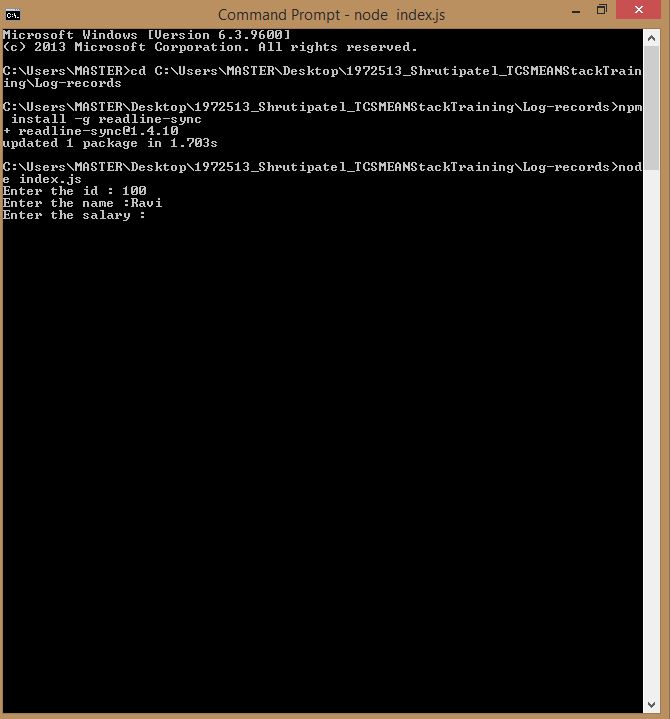 Command Prompt - node  index.js
Microsoft Windows [Version 6.3.9600]
(c) 2013 Microsoft Corporation. All rights reserved.
C:\Users\MASTER>cd C:\Users\MASTER\Desktop\1972513_Shrutipatel_TCSMEANStackTrain
ing\Log-records
C:\Users\MASTER\Desktop\1972513_Shrutipatel_TCSMEANStackTraining\Log-records>npm
 install -g readline-sync
+ readline-sync@1.4.10
updated 1 package in 1.703s
C:\Users\MASTER\Desktop\1972513_Shrutipatel_TCSMEANStackTraining\Log-records>nod
e index.js
Enter the id : 100
Enter the name :Ravi
Enter the salary :